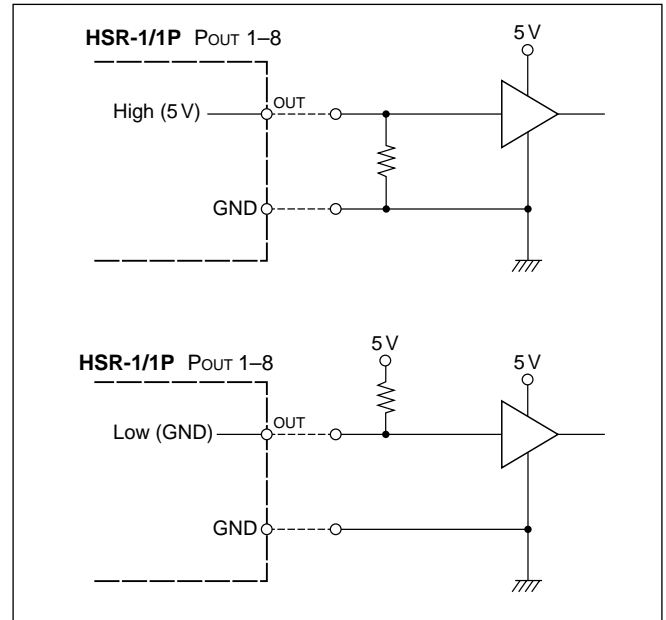 HSR-1/1P POUT 1–8
5 V
High (5 V)
OUT
GND
HSR-1/1P POUT 1–8
5 V
5 V
Low (GND)
OUT
GND